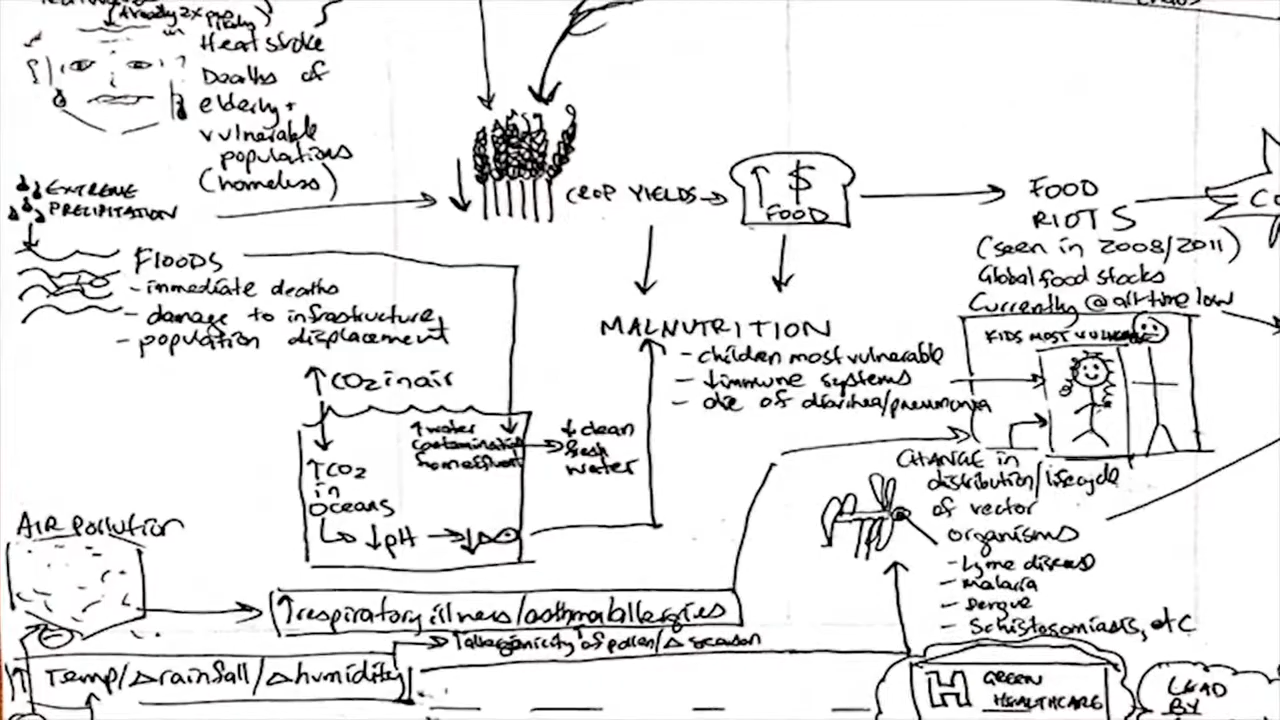 (already 2x
Heat stroke
Deaths of
elderly +
vulnerable
populations
(homeless)
EXTREME
PRECIPITATION
↓ CROP YIELDS →
↑ $
FOOD
FOOD
RIOTS
(seen in 2008/2011)
Global food stocks
Currently @ all time low
CO
FLOODS
- immediate deaths
- damage to infrastructure
- population displacement
MALNUTRITION
- children most vulnerable
- ↓immune systems
- die of diarrhea/pneumonia
KIDS MOST VULNERABLE
↑ CO2 in air
↑ water
contamination
from effluent
↓ clean
fresh
water
↑ CO2
in
Oceans
↳ ↓pH → ↓
CHANGE in
distribution/lifecycle
of vector
organisms
- Lyme disease
- Malaria
- Dengue
- Schistosomiasis, etc
AIR POllution
↑respiratory illness/asthma/allergies
→ ↑allergenicity of pollen/Δ season
↑ Temp/Δrainfall/Δhumidity
H GREEN
HEALTHCARE
LEAD
BY